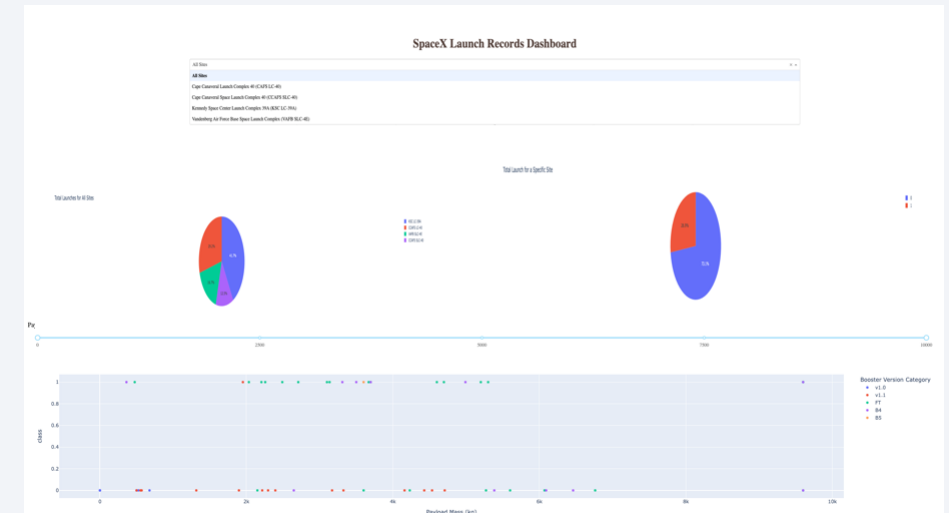 SpaceX Launch Records Dashboard
All Sites
All Sites
Cape Canaveral Launch Complex 40 (CAFS LC-40)
Cape Canaveral Space Launch Complex 40 (CCAFS SLC-40)
Kennedy Space Center Launch Complex 39A (KSC LC-39A)
Vandenberg Air Force Base Space Launch Complex (VAFB SLC-4E)
Total Launch for a Specific Site
Total Launches for All Sites
0
2500
5000
7500
10000
Booster Version Category
v1.0
v1.1
FT
B4
B5
class
1
0.8
0.6
0.4
0.2
0
0 2k 4k 6k 8k 10k
Payload Mass (kg)